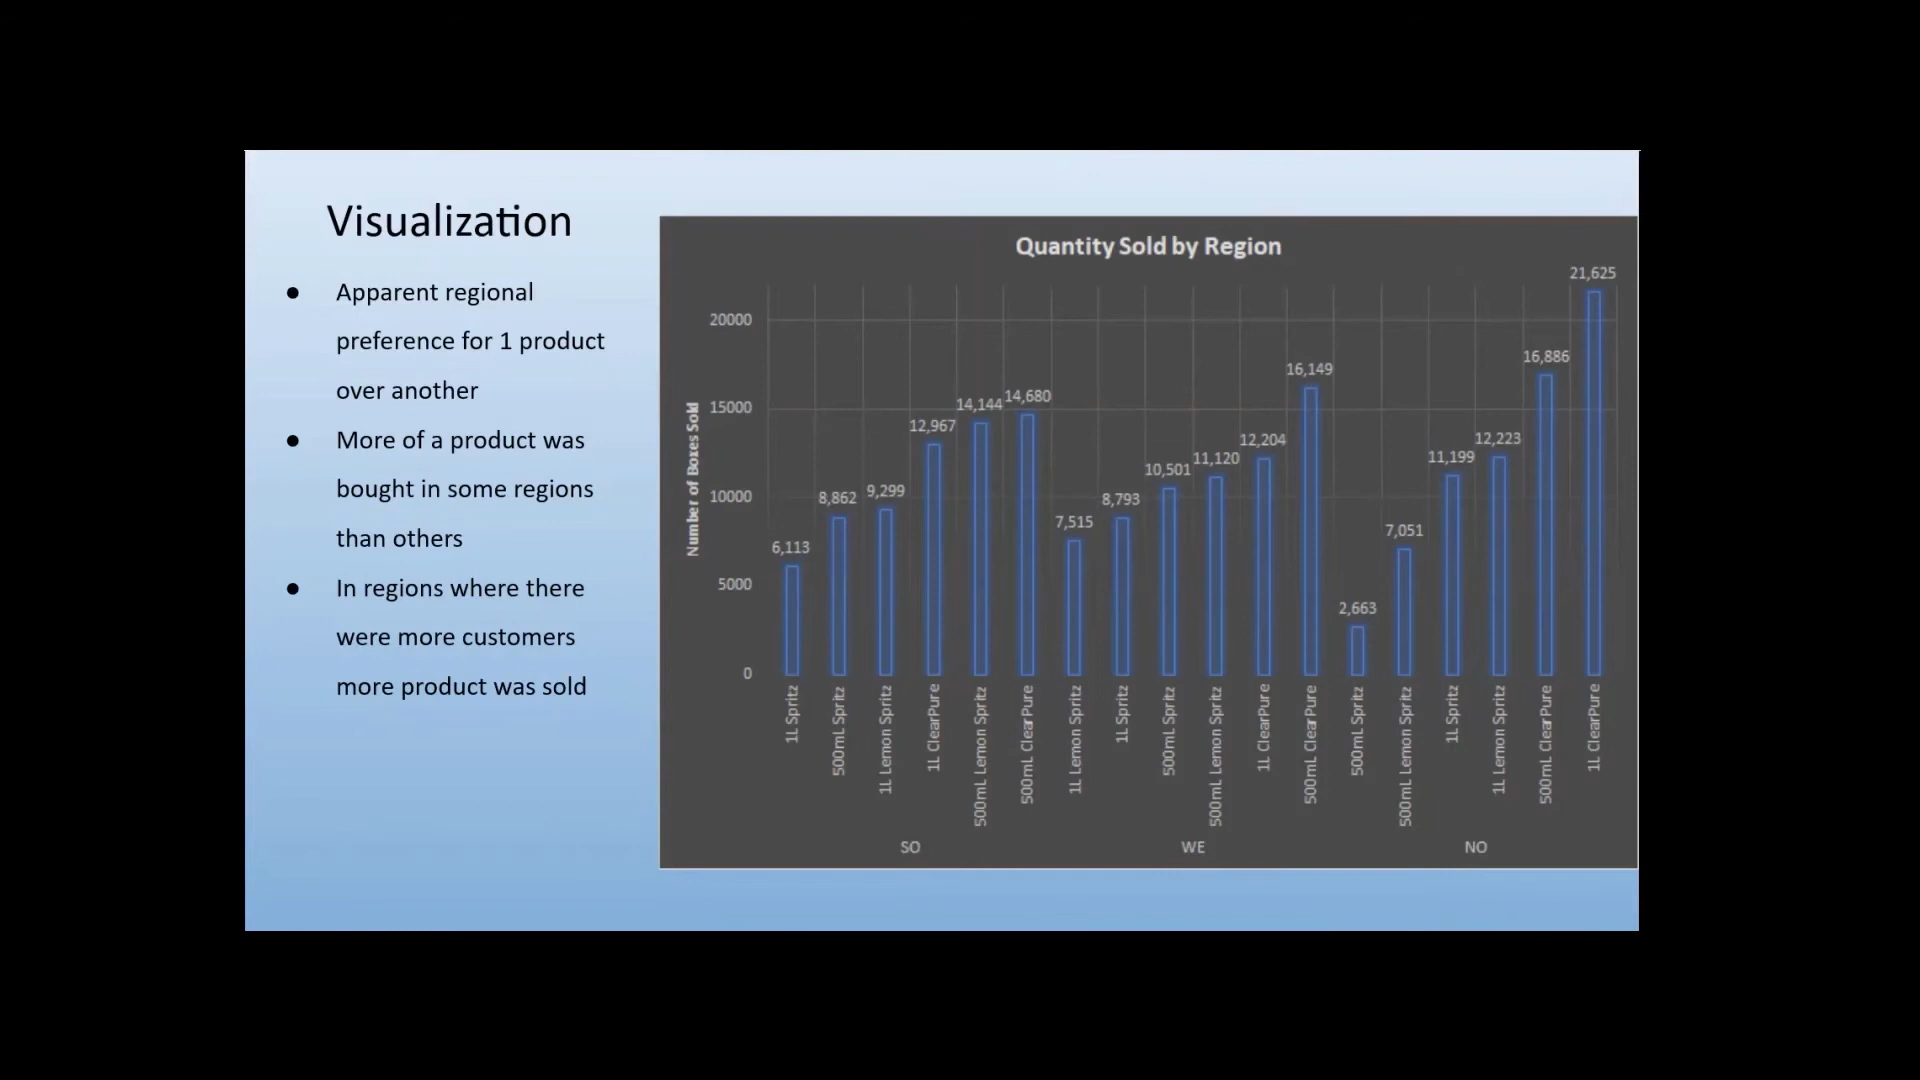 Visualization
● Apparent regional
preference for 1 product
over another
● More of a product was
bought in some regions
than others
● In regions where there
were more customers
more product was sold
Quantity Sold by Region
Number of Boxes Sold
20000
15000
10000
5000
0
6,113
8,862
9,299
12,967
14,144
14,680
7,515
8,793
10,501
11,120
12,204
16,149
2,663
7,051
11,199
12,223
16,886
21,625
1L Spritz
500mL Spritz
1L Lemon Spritz
1L ClearPure
500mL Lemon Spritz
500mL ClearPure
1L Lemon Spritz
1L Spritz
500mL Spritz
500mL Lemon Spritz
1L ClearPure
500mL ClearPure
500mL Spritz
500mL Lemon Spritz
1L Spritz
1L Lemon Spritz
500mL ClearPure
1L ClearPure
SO
WE
NO